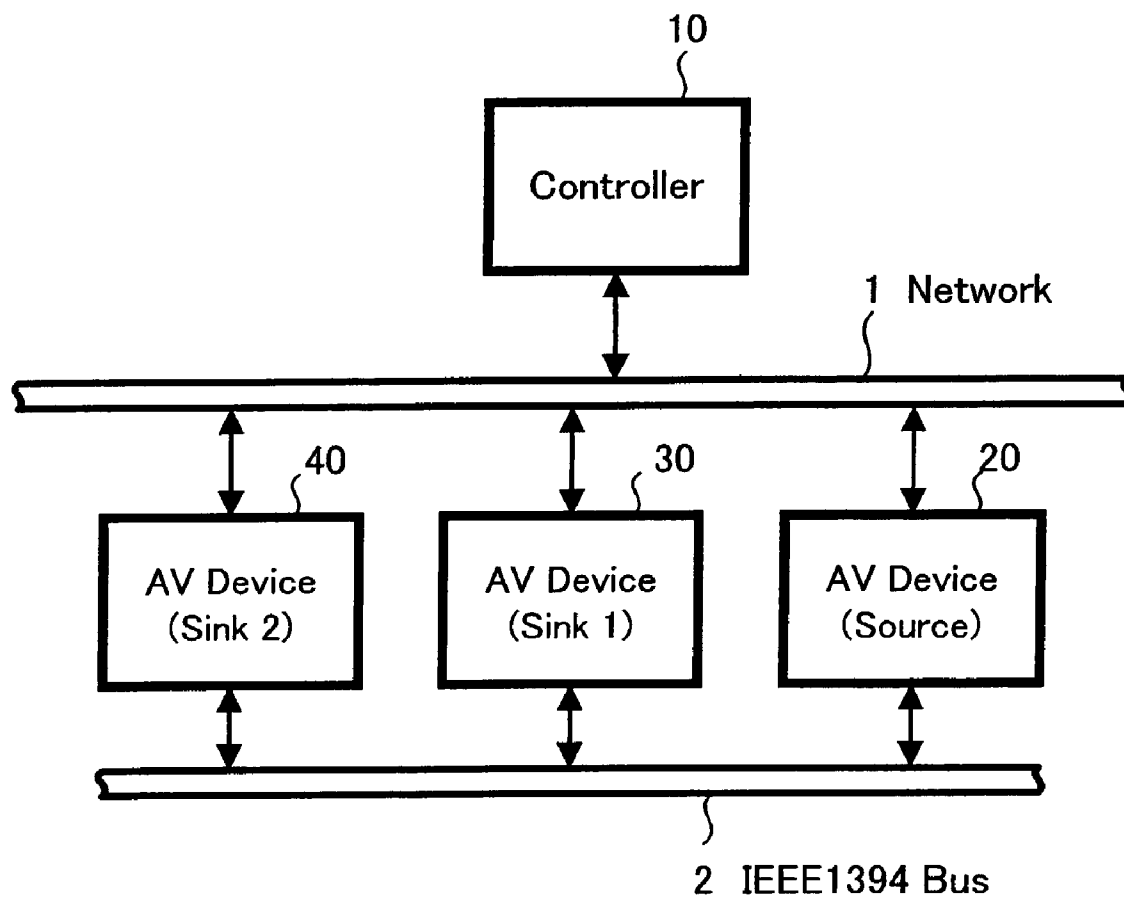 10
Controller
1 Network
40
30
20
AV Device
(Sink 2)
AV Device
(Sink 1)
AV Device
(Source)
2 IEEE1394 Bus